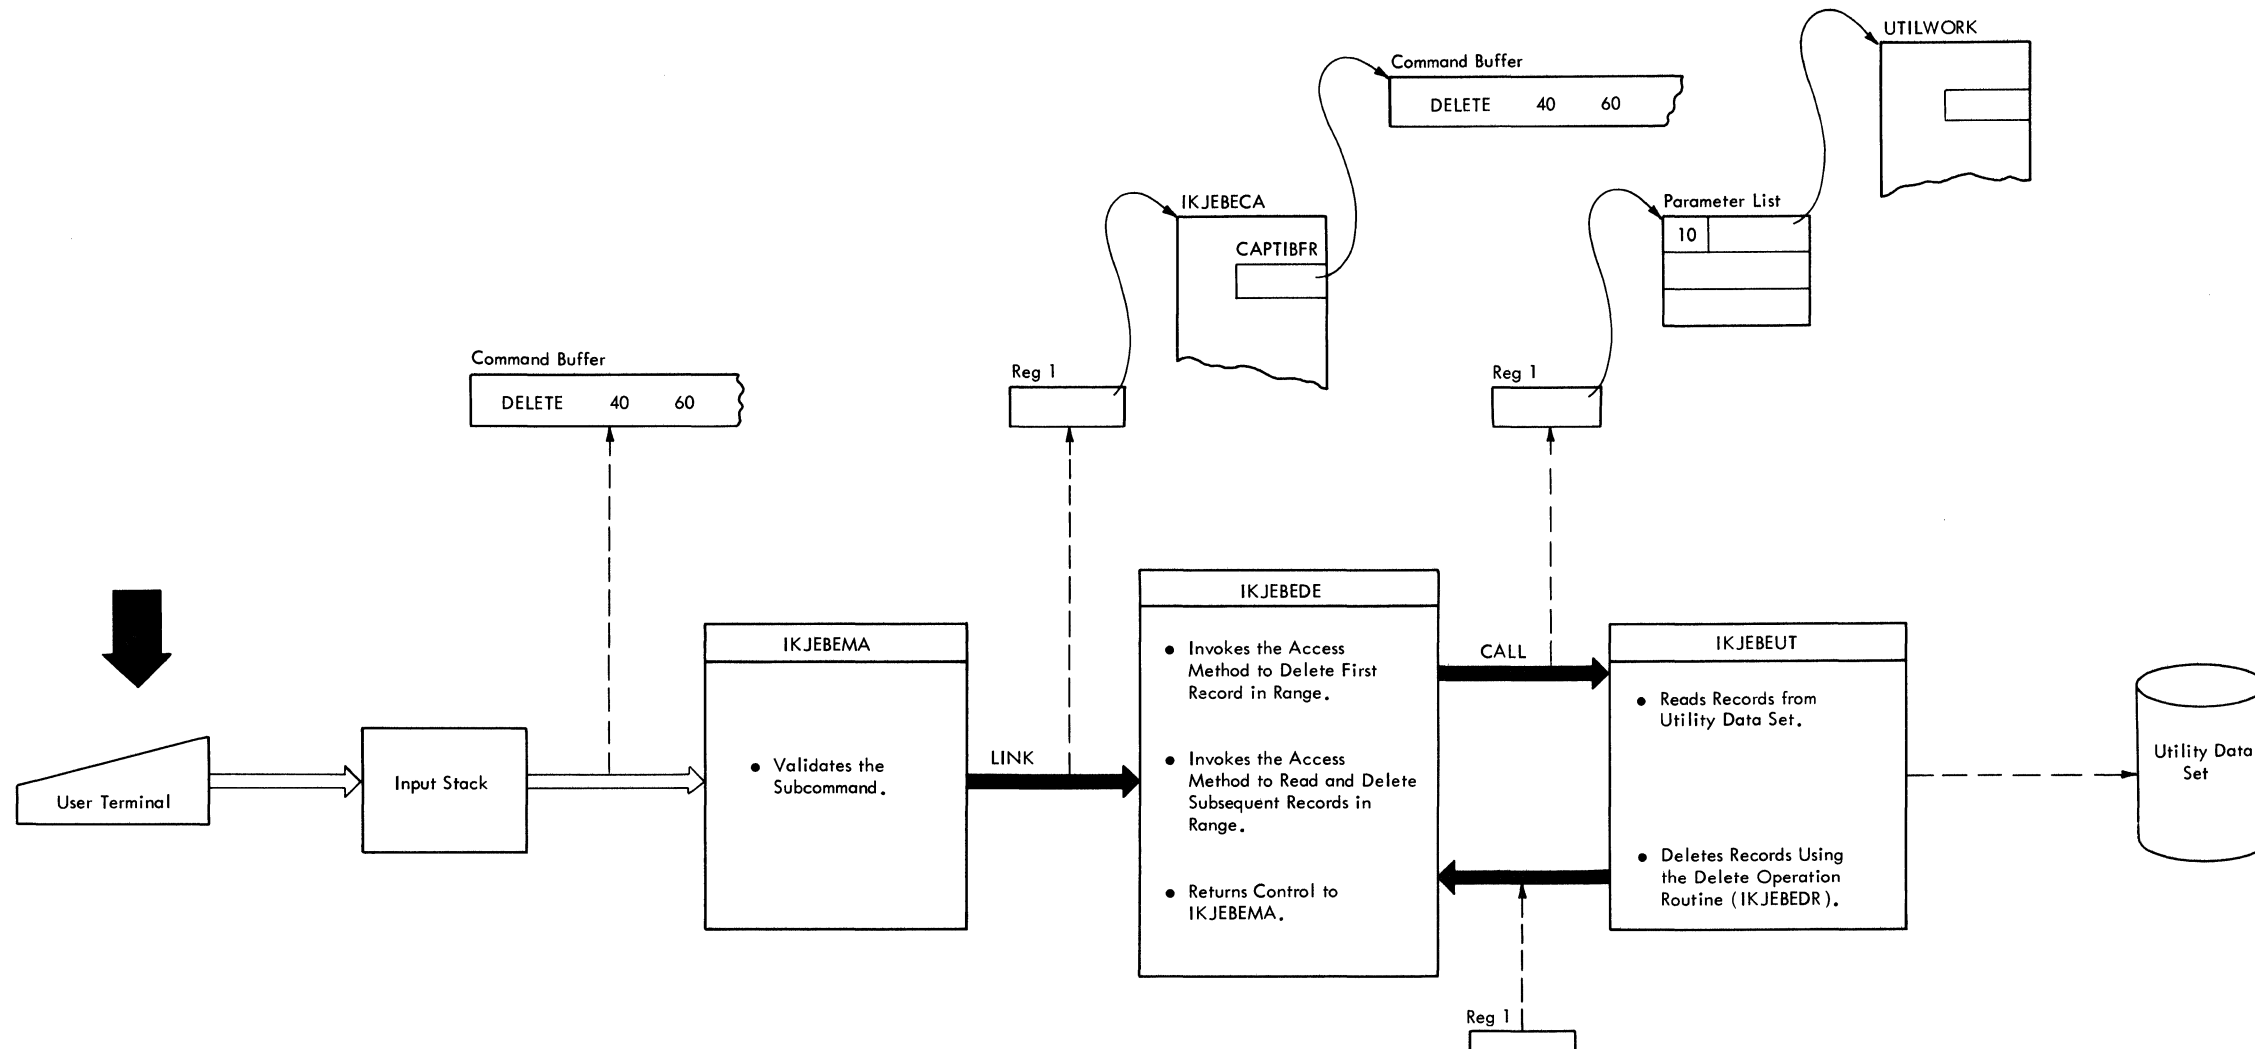 UTILWORK
Command Buffer
DELETE 40 60
IKJEBECA
CAPTIBFR
Parameter List
10
Command Buffer
DELETE 40 60
Reg 1
Reg 1
IKJEBEMA
• Validates the
Subcommand.
IKJEBEDE
• Invokes the Access
Method to Delete First
Record in Range.
• Invokes the Access
Method to Read and Delete
Subsequent Records in
Range.
• Returns Control to
IKJEBEMA.
IKJEBEUT
• Reads Records from
Utility Data Set.
• Deletes Records Using
the Delete Operation
Routine (IKJEBEDR).
CALL
LINK
User Terminal
Input Stack
Utility Data
Set
Reg 1